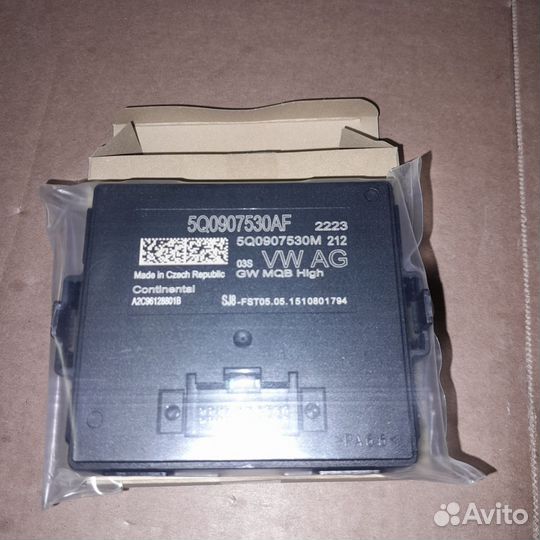 5Q0907530AF 2223
5Q0907530M 212
03S VW AG
Made in Czech Republic GW MQB High
Continental
A2C96128801B SJ8-FST05.05.1510801794
Avito